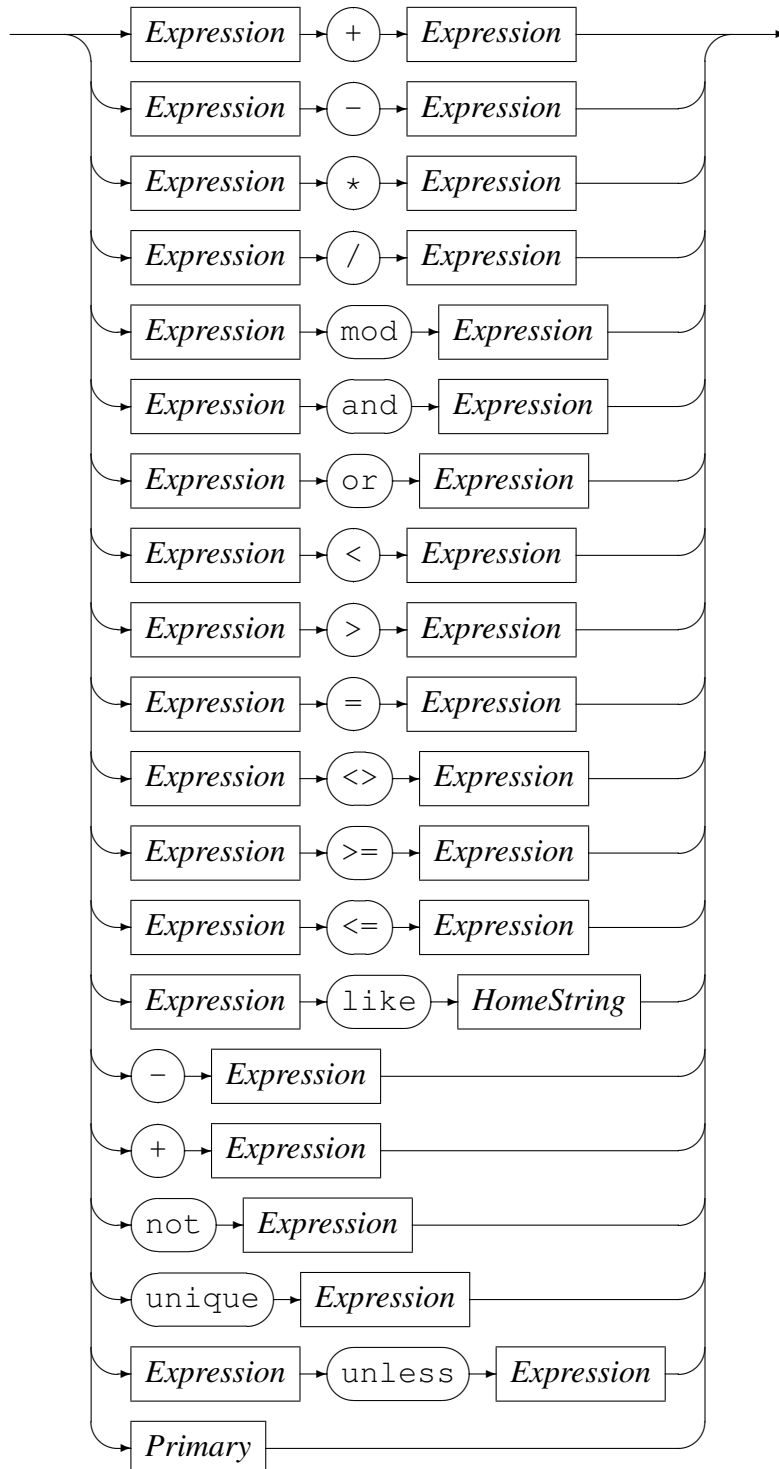 Expression + Expression
Expression - Expression
Expression * Expression
Expression / Expression
Expression mod Expression
Expression and Expression
Expression or Expression
Expression < Expression
Expression > Expression
Expression = Expression
Expression <> Expression
Expression >= Expression
Expression <= Expression
Expression like HomeString
- Expression
+ Expression
not Expression
unique Expression
Expression unless Expression
Primary